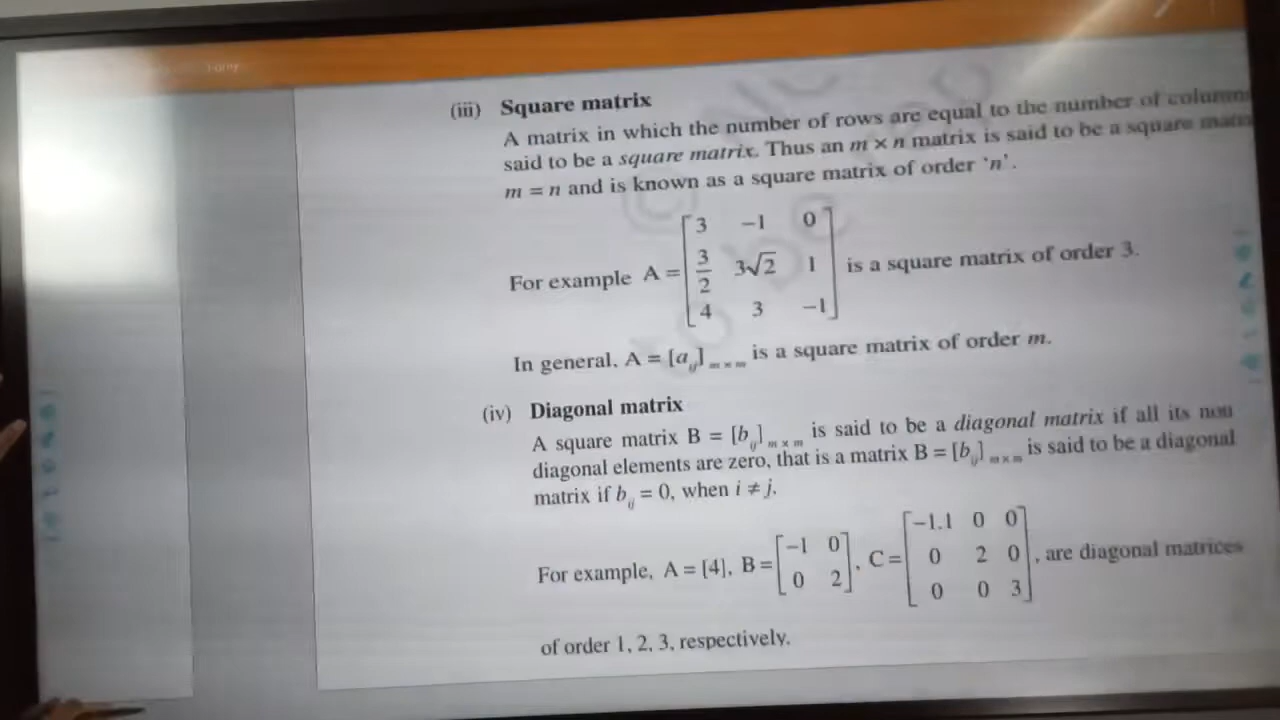 (iii) Square matrix
A matrix in which the number of rows are equal to the number of columns
said to be a square matrix. Thus an m × n matrix is said to be a square
m = n and is known as a square matrix of order 'n'.
3 −1 0
For example A = 3/2 3√2 1 is a square matrix of order 3.
4 3 −1
In general, A = [a_ij] m × m is a square matrix of order m.
(iv) Diagonal matrix
A square matrix B = [b_ij] m × m is said to be a diagonal matrix if all its non
diagonal elements are zero, that is a matrix B = [b_ij] m × m is said to be a diagonal
matrix if b_ij = 0, when i ≠ j.
For example, A = [4], B = [−1 0; 0 2], C = [−1.1 0 0; 0 2 0; 0 0 3], are diagonal matrices
of order 1, 2, 3, respectively.